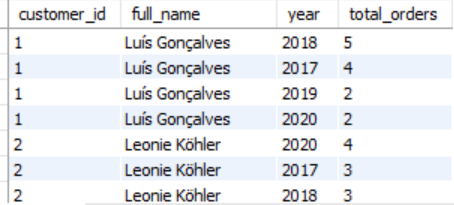 customer_id full_name year total_orders
1 Luís Gonçalves 2018 5
1 Luís Gonçalves 2017 4
1 Luís Gonçalves 2019 2
1 Luís Gonçalves 2020 2
2 Leonie Köhler 2020 4
2 Leonie Köhler 2017 3
2 Leonie Köhler 2018 3